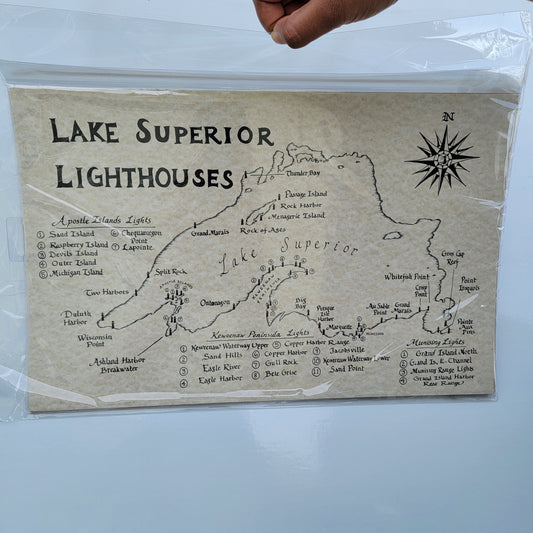 LAKE SUPERIOR
LIGHTHOUSES
N
Thunder Bay
Passage Island
Rock Harbor
Menagerie Island
Rock of Ages
Grand Marais
Lake Superior
Apostle Islands Lights
① Sand Island
② Raspberry Island
③ Devils Island
④ Outer Island
⑤ Michigan Island
⑥ Chequamegon
Point
⑦ Lapointe
Split Rock
Two Harbors
Duluth
Harbor
Wisconsin
Point
Ashland Harbor
Breakwater
Ontonagon
Big
Bay
Presque
Isle
Harbor
Marquette
Au Sable
Point
Grand
Marais
Crisp
Point
Whitefish Point
Gros Cap
Reef
Point
Iroquois
Pointe
Aux
Pins
Keweenaw Peninsula Lights
① Keweenaw Waterway Upper
② Sand Hills
③ Eagle River
④ Eagle Harbor
⑤ Copper Harbor Range
⑥ Copper Harbor
⑦ Gull Rock
⑧ Bete Grise
⑨ Jacobsville
⑩ Keweenaw Waterway Lower
⑪ Sand Point
Munising Lights
① Grand Island North
② Grand Is. E. Channel
③ Munising Range Lights
④ Grand Island Harbor
Rear Range